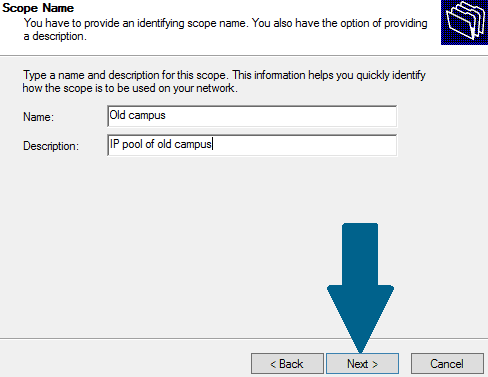 Scope Name
You have to provide an identifying scope name. You also have the option of providing
a description.
Type a name and description for this scope. This information helps you quickly identify
how the scope is to be used on your network.
Name: Old campus
Description: IP pool of old campus
< Back Next > Cancel